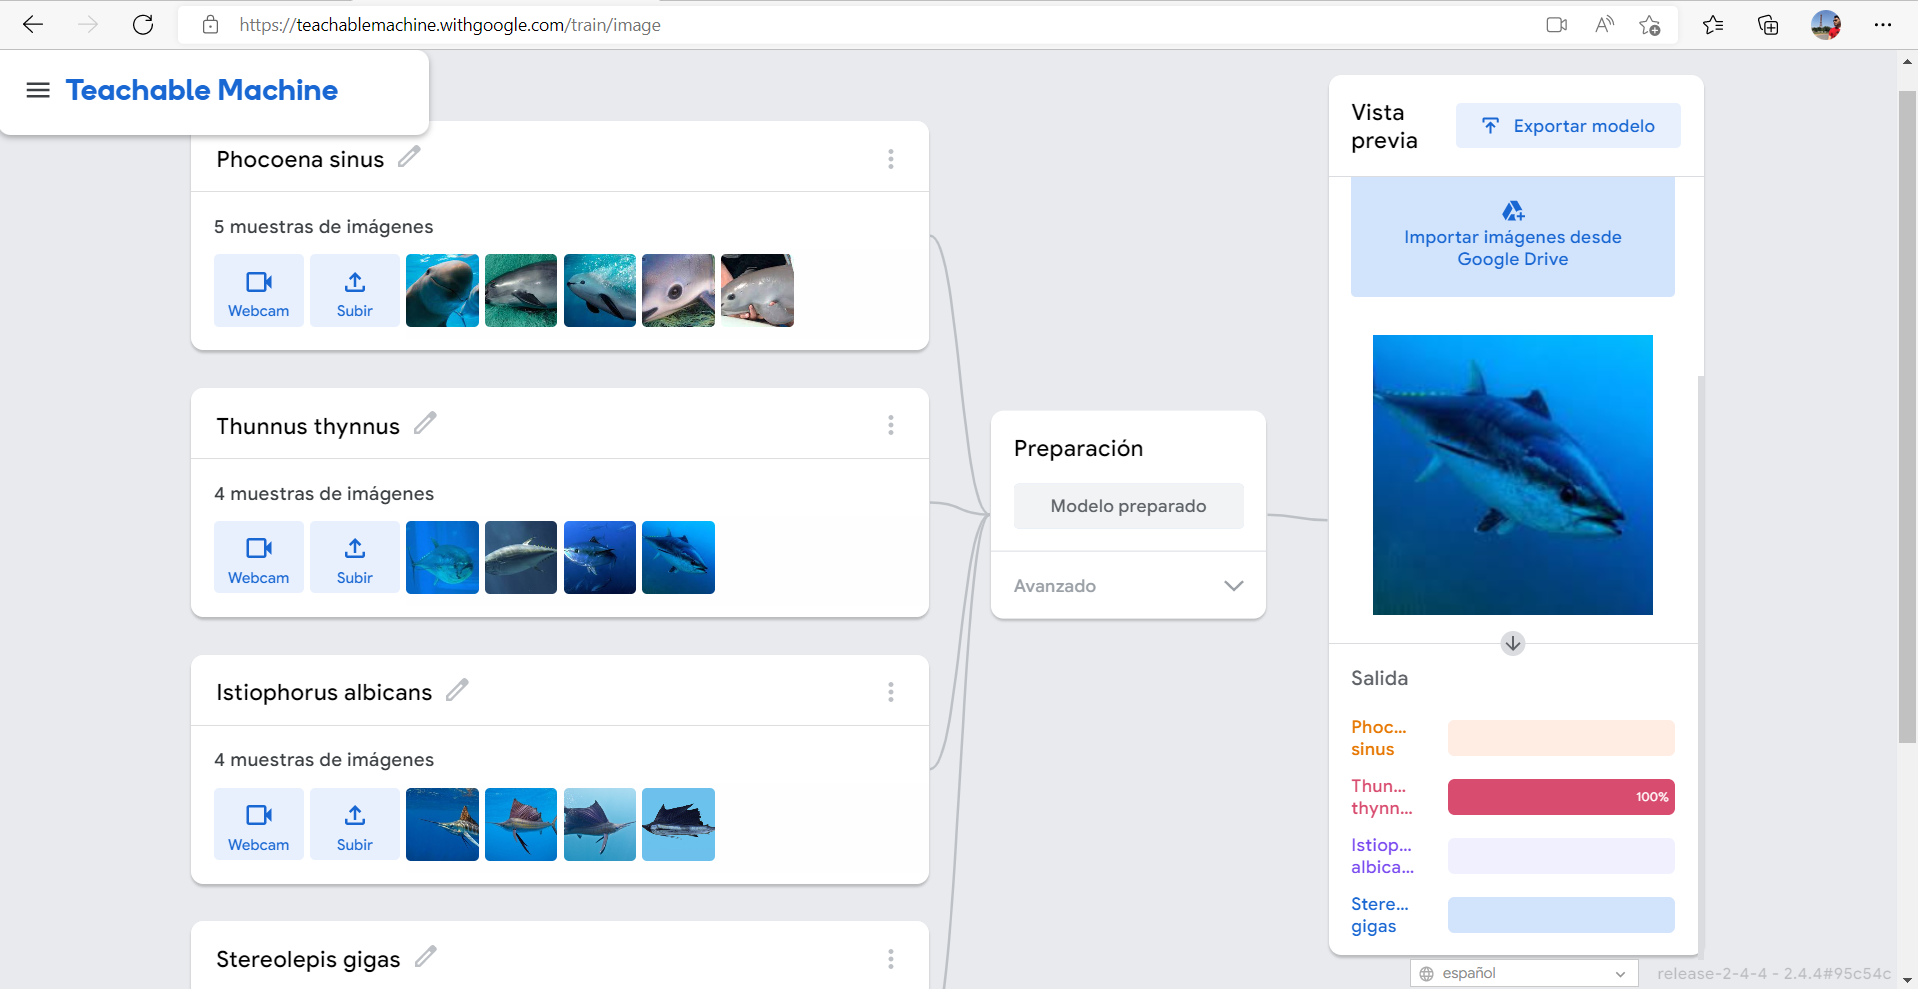 https://teachablemachine.withgoogle.com/train/image
Teachable Machine
Phocoena sinus
5 muestras de imágenes
Webcam
Subir
Thunnus thynnus
4 muestras de imágenes
Webcam
Subir
Istiophorus albicans
4 muestras de imágenes
Webcam
Subir
Stereolepis gigas
Preparación
Modelo preparado
Avanzado
Vista
previa
Exportar modelo
Importar imágenes desde
Google Drive
Salida
Phoc...
sinus
Thun...
thynn...
100%
Istiop...
albica...
Stere...
gigas
español
release-2-4-4 - 2.4.4#95c54c